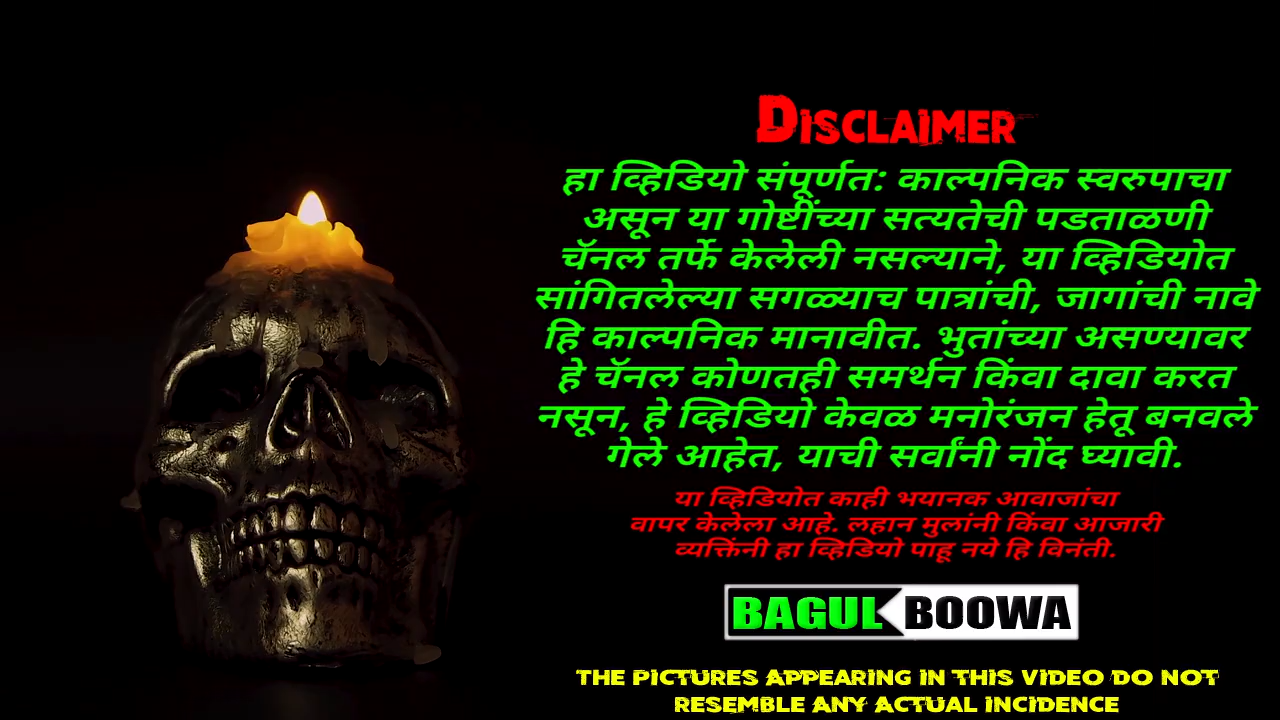 DISCLAIMER
हा व्हिडियो संपूर्णत: काल्पनिक स्वरुपाचा
असून या गोष्टींच्या सत्यतेची पडताळणी
चॅनल तर्फे केलेली नसल्याने, या व्हिडियोत
सांगितलेल्या सगळ्याच पात्रांची, जागांची नावे
हि काल्पनिक मानावीत. भुतांच्या असण्यावर
हे चॅनल कोणतही समर्थन किंवा दावा करत
नसून, हे व्हिडियो केवळ मनोरंजन हेतू बनवले
गेले आहेत, याची सर्वांनी नोंद घ्यावी.
या व्हिडियोत काही भयानक आवाजांचा
वापर केलेला आहे. लहान मुलांनी किंवा आजारी
व्यक्तिंनी हा व्हिडियो पाहू नये हि विनंती.
BAGUL BOOWA
THE PICTURES APPEARING IN THIS VIDEO DO NOT
RESEMBLE ANY ACTUAL INCIDENCE